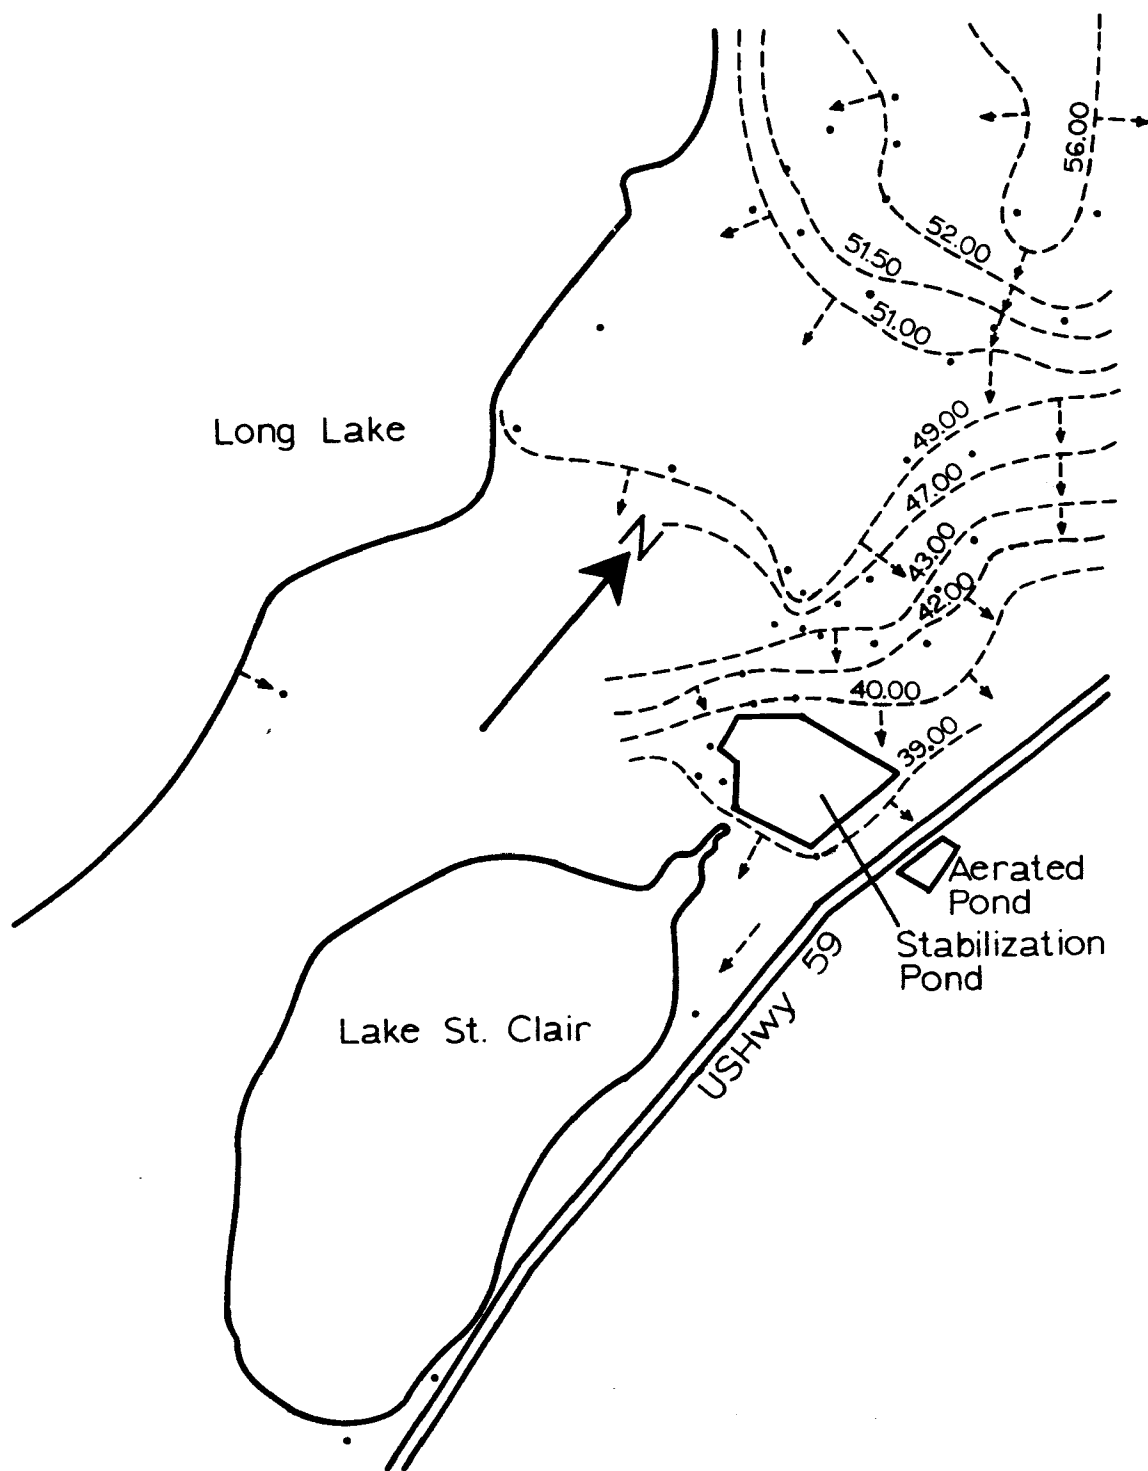 56.00
52.00
51.50
51.00
49.00
Long Lake
47.00
N
43.00
42.00
40.00
39.00
Aerated
Pond
Stabilization
Pond
USHwy 59
Lake St. Clair